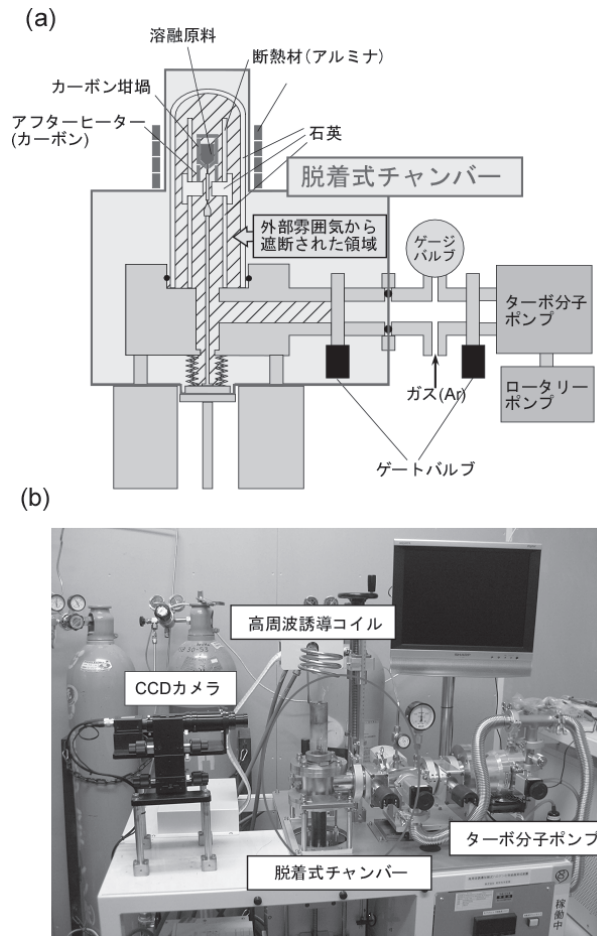 (a)
溶融原料
断熱材(アルミナ)
カーボン坩堝
アフターヒーター
(カーボン)
石英
脱着式チャンバー
外部雰囲気から
遮断された領域
ゲージ
バルブ
ターボ分子
ポンプ
ガス(Ar)
ロータリー
ポンプ
ゲートバルブ
(b)
高周波誘導コイル
CCDカメラ
ターボ分子ポンプ
脱着式チャンバー
稼働中